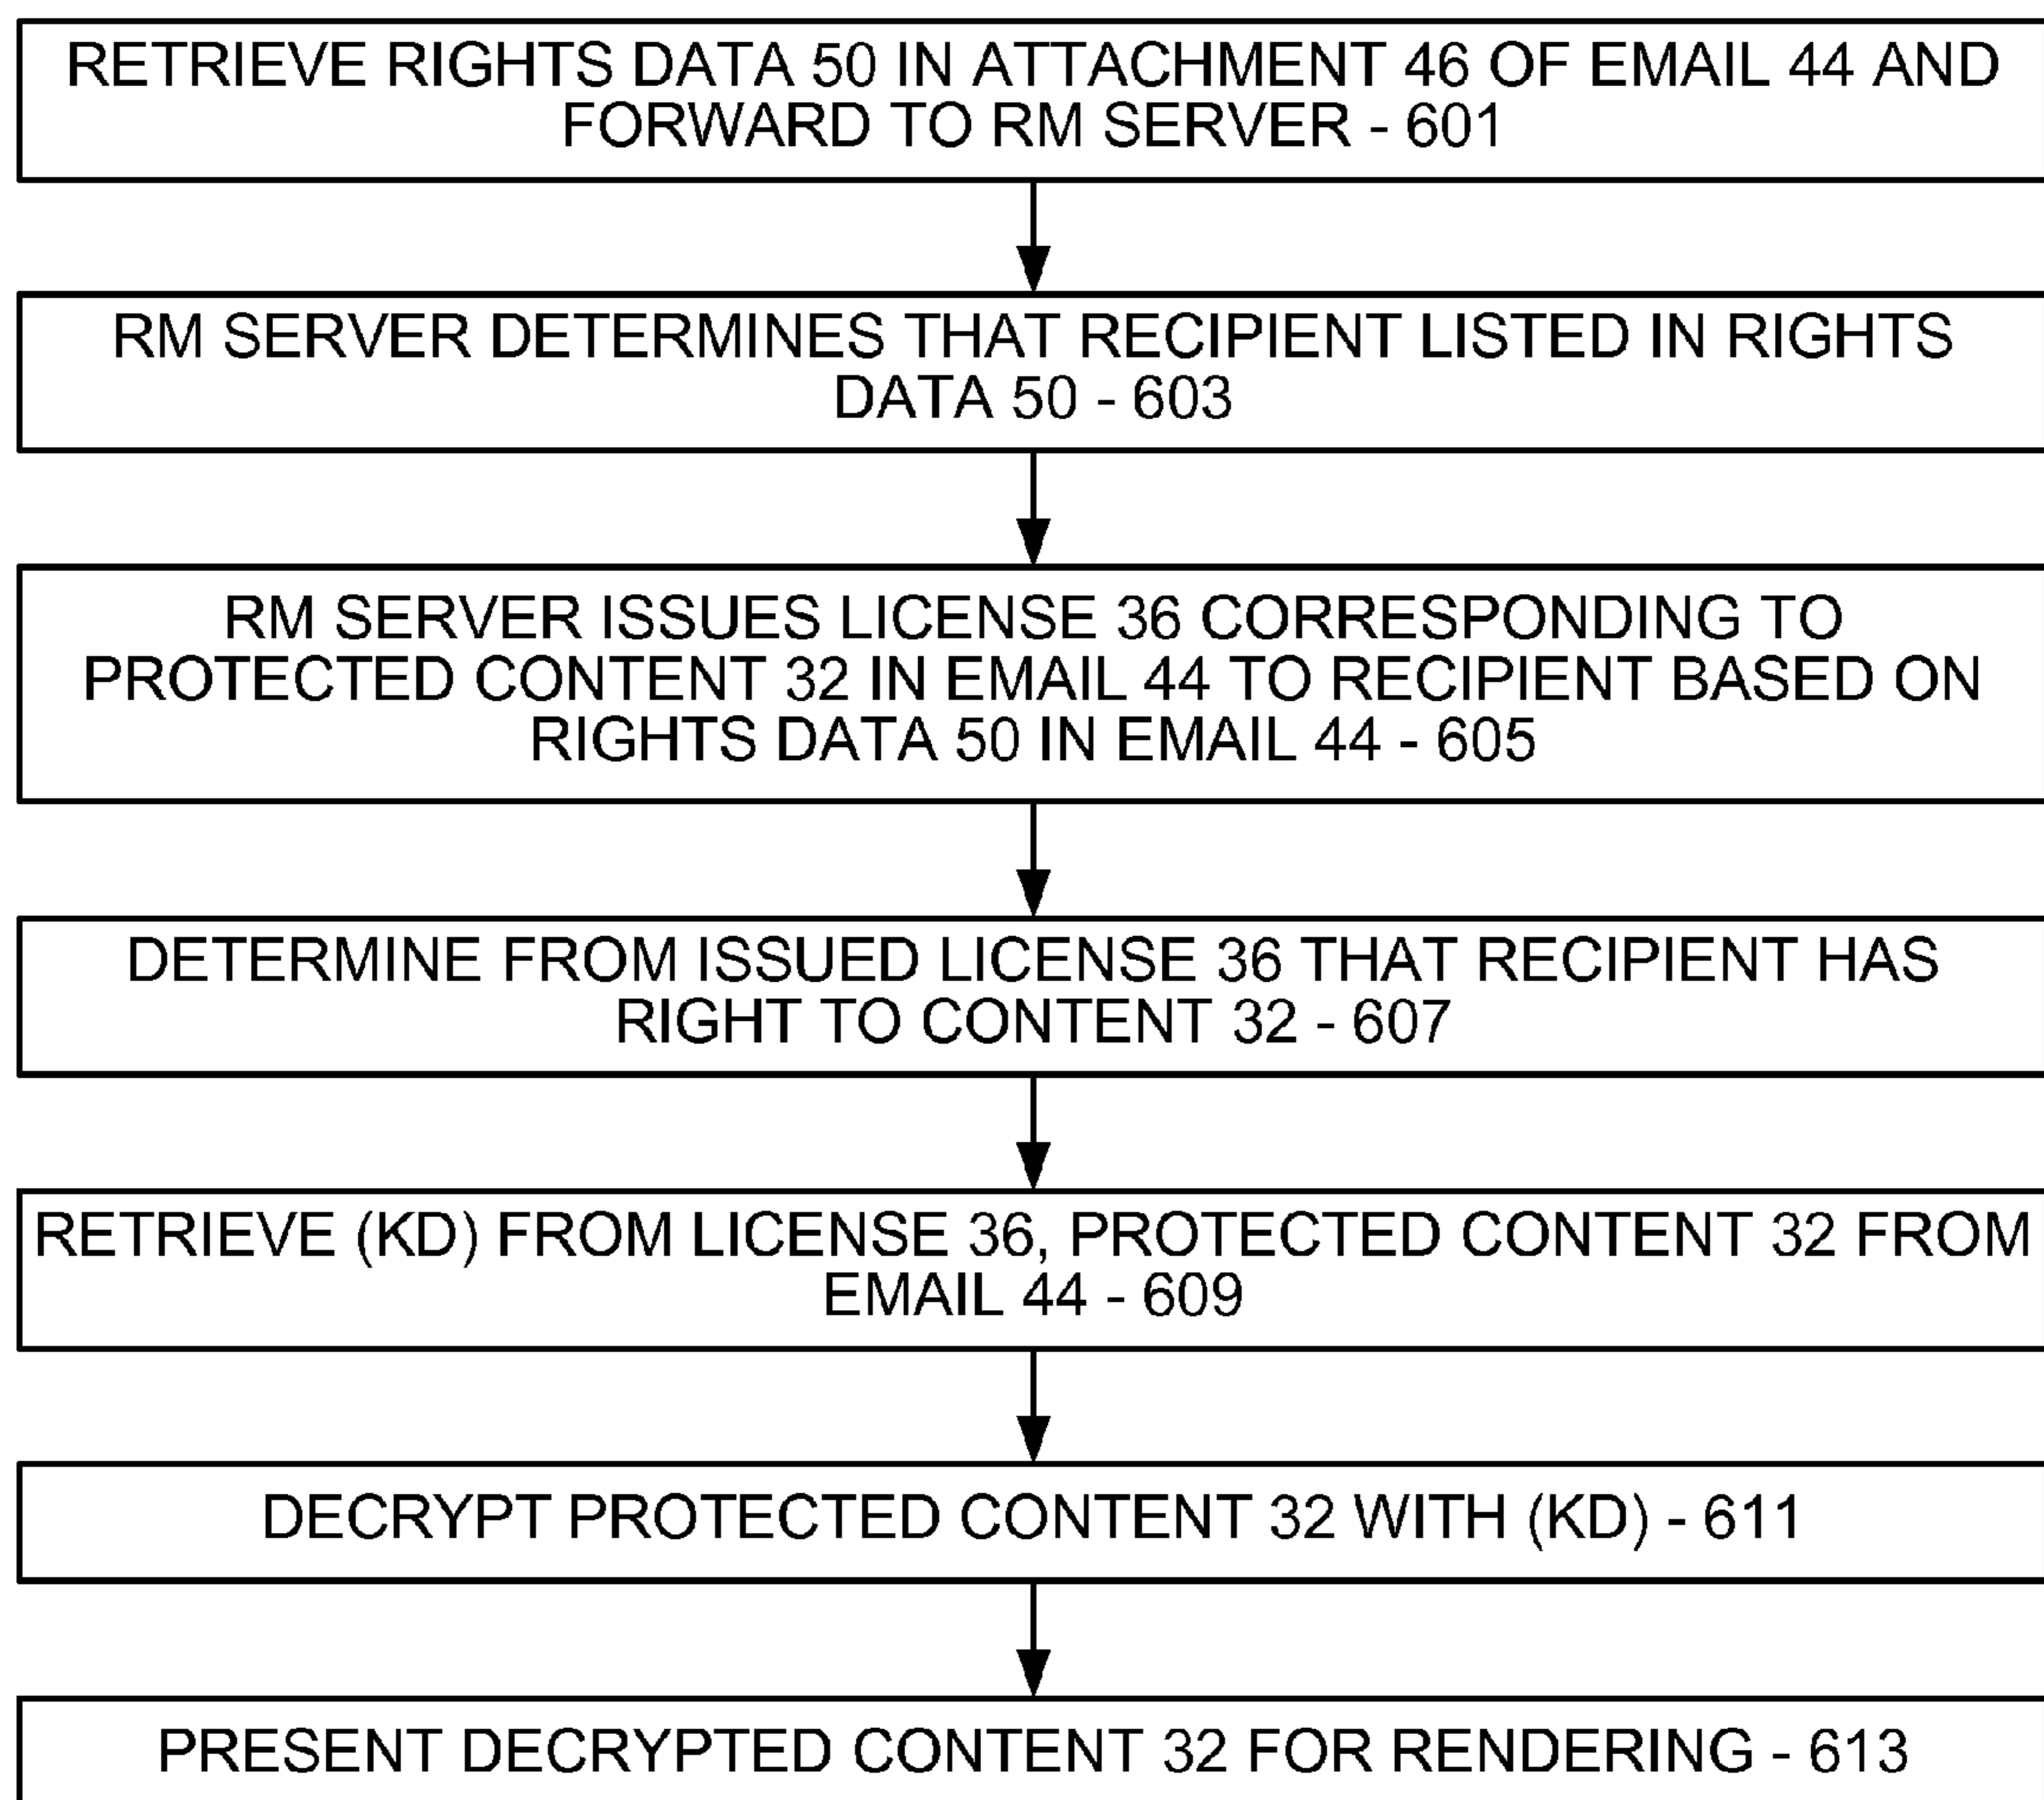 RETRIEVE RIGHTS DATA 50 IN ATTACHMENT 46 OF EMAIL 44 AND
FORWARD TO RM SERVER - 601
RM SERVER DETERMINES THAT RECIPIENT LISTED IN RIGHTS
DATA 50 - 603
RM SERVER ISSUES LICENSE 36 CORRESPONDING TO
PROTECTED CONTENT 32 IN EMAIL 44 TO RECIPIENT BASED ON
RIGHTS DATA 50 IN EMAIL 44 - 605
DETERMINE FROM ISSUED LICENSE 36 THAT RECIPIENT HAS
RIGHT TO CONTENT 32 - 607
RETRIEVE (KD) FROM LICENSE 36, PROTECTED CONTENT 32 FROM
EMAIL 44 - 609
DECRYPT PROTECTED CONTENT 32 WITH (KD) - 611
PRESENT DECRYPTED CONTENT 32 FOR RENDERING - 613